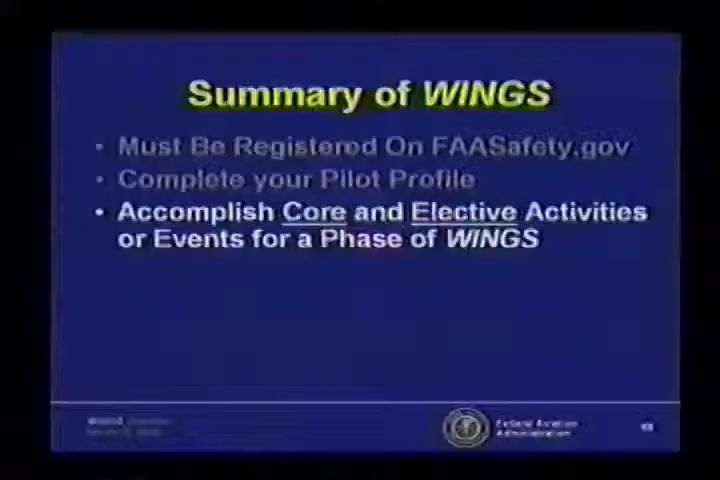 Summary of WINGS
• Must Be Registered On FAASafety.gov
• Complete your Pilot Profile
• Accomplish Core and Elective Activities
or Events for a Phase of WINGS
Federal Aviation
Administration